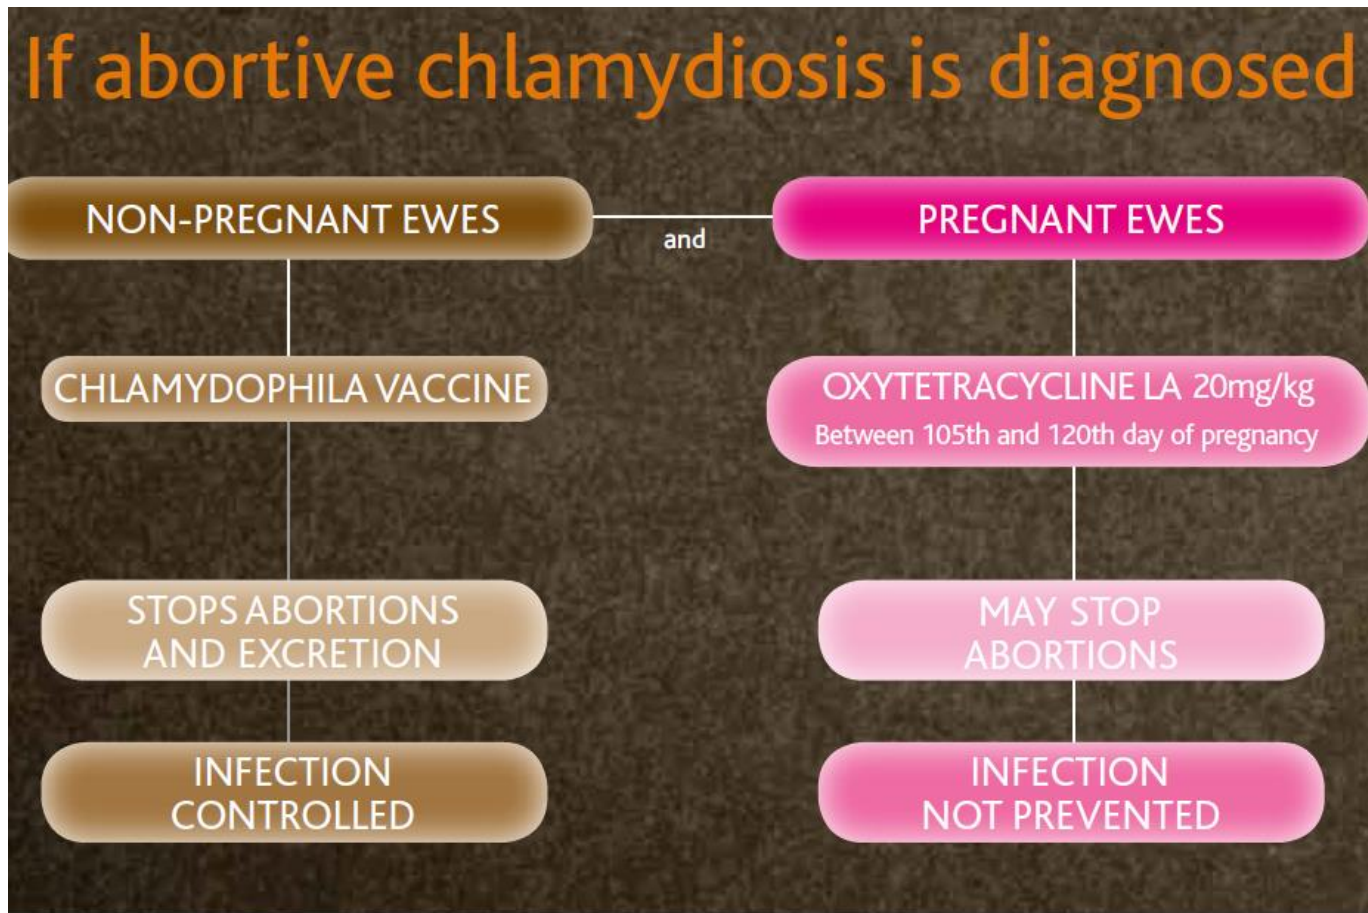 If abortive chlamydiosis is diagnosed
NON-PREGNANT EWES
and
PREGNANT EWES
CHLAMYDOPHILA VACCINE
OXYTETRACYCLINE LA 20mg/kg
Between 105th and 120th day of pregnancy
STOPS ABORTIONS
AND EXCRETION
MAY STOP
ABORTIONS
INFECTION
CONTROLLED
INFECTION
NOT PREVENTED